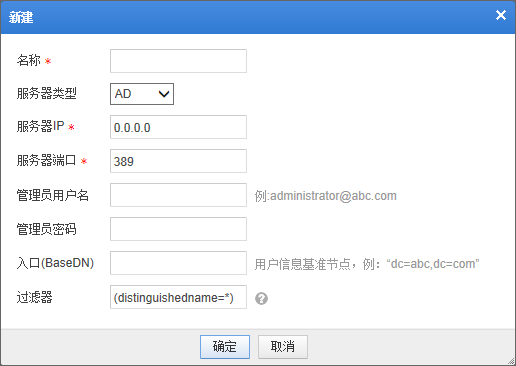 新建
名称 *
服务器类型 AD
服务器IP * 0.0.0.0
服务器端口 * 389
管理员用户名 例:administrator@abc.com
管理员密码
入口(BaseDN) 用户信息基准节点，例：“dc=abc,dc=com”
过滤器 (distinguishedname=*) ?
确定 取消